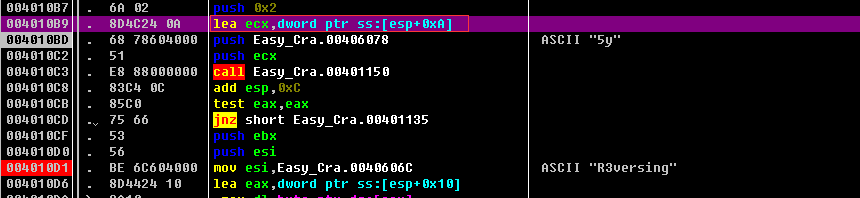 004010B7 . 6A 02 push 0x2
004010B9 . 8D4C24 0A lea ecx,dword ptr ss:[esp+0xA]
004010BD . 68 78604000 push Easy_Cra.00406078 ASCII "5y"
004010C2 . 51 push ecx
004010C3 . E8 88000000 call Easy_Cra.00401150
004010C8 . 83C4 0C add esp,0xC
004010CB . 85C0 test eax,eax
004010CD . 75 66 jnz short Easy_Cra.00401135
004010CF . 53 push ebx
004010D0 . 56 push esi
004010D1 . BE 6C604000 mov esi,Easy_Cra.0040606C ASCII "R3versing"
004010D6 . 8D4424 10 lea eax,dword ptr ss:[esp+0x10]